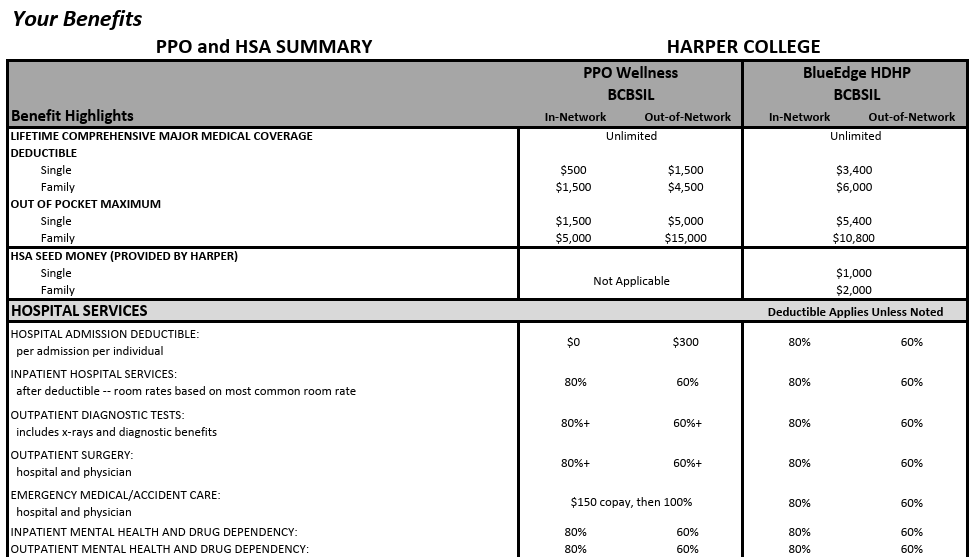 Your Benefits
PPO and HSA SUMMARY HARPER COLLEGE
PPO Wellness BlueEdge HDHP
BCBSIL BCBSIL
Benefit Highlights In-Network Out-of-Network In-Network Out-of-Network
LIFETIME COMPREHENSIVE MAJOR MEDICAL COVERAGE Unlimited Unlimited
DEDUCTIBLE
Single $500 $1,500 $3,400
Family $1,500 $4,500 $6,000
OUT OF POCKET MAXIMUM
Single $1,500 $5,000 $5,400
Family $5,000 $15,000 $10,800
HSA SEED MONEY (PROVIDED BY HARPER)
Single $1,000
Not Applicable
Family $2,000
HOSPITAL SERVICES Deductible Applies Unless Noted
HOSPITAL ADMISSION DEDUCTIBLE:
$0 $300 80% 60%
per admission per individual
INPATIENT HOSPITAL SERVICES:
80% 60% 80% 60%
after deductible -- room rates based on most common room rate
OUTPATIENT DIAGNOSTIC TESTS:
80%+ 60%+ 80% 60%
includes x-rays and diagnostic benefits
OUTPATIENT SURGERY:
80%+ 60%+ 80% 60%
hospital and physician
EMERGENCY MEDICAL/ACCIDENT CARE:
$150 copay, then 100% 80% 60%
hospital and physician
INPATIENT MENTAL HEALTH AND DRUG DEPENDENCY: 80% 60% 80% 60%
OUTPATIENT MENTAL HEALTH AND DRUG DEPENDENCY: 80% 60% 80% 60%